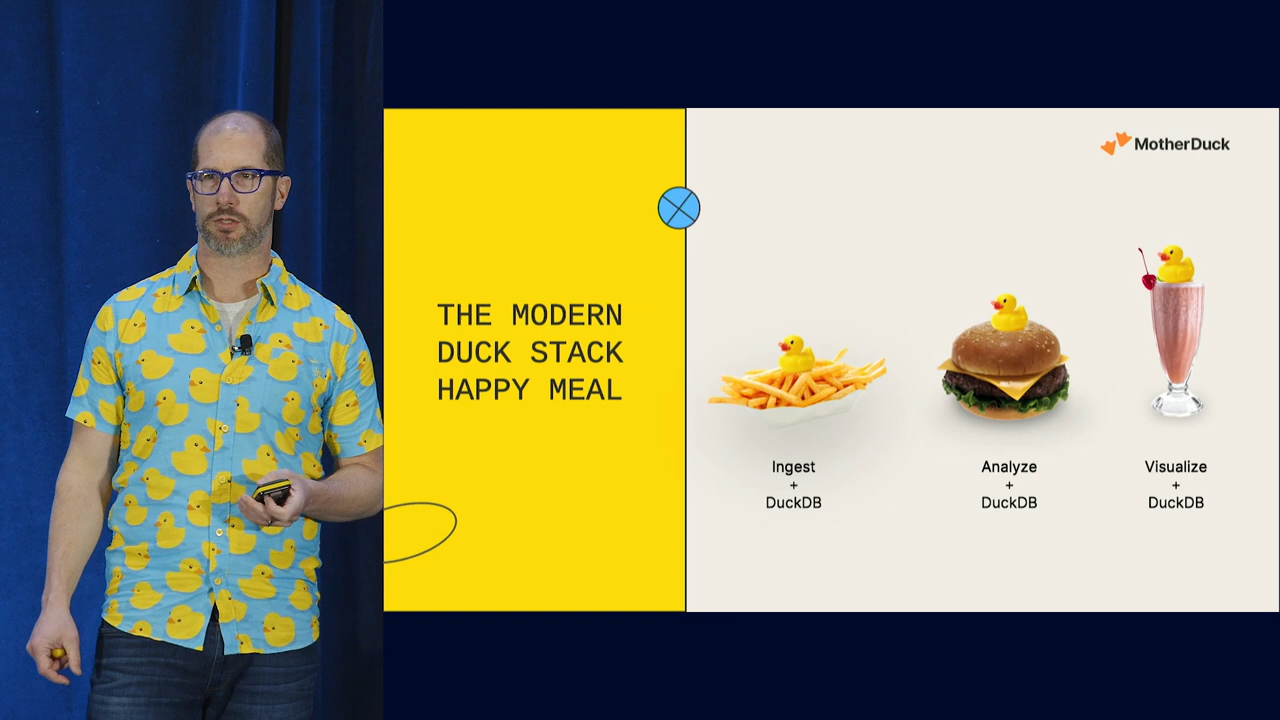 MotherDuck
THE MODERN
DUCK STACK
HAPPY MEAL
Ingest
+
DuckDB
Analyze
+
DuckDB
Visualize
+
DuckDB